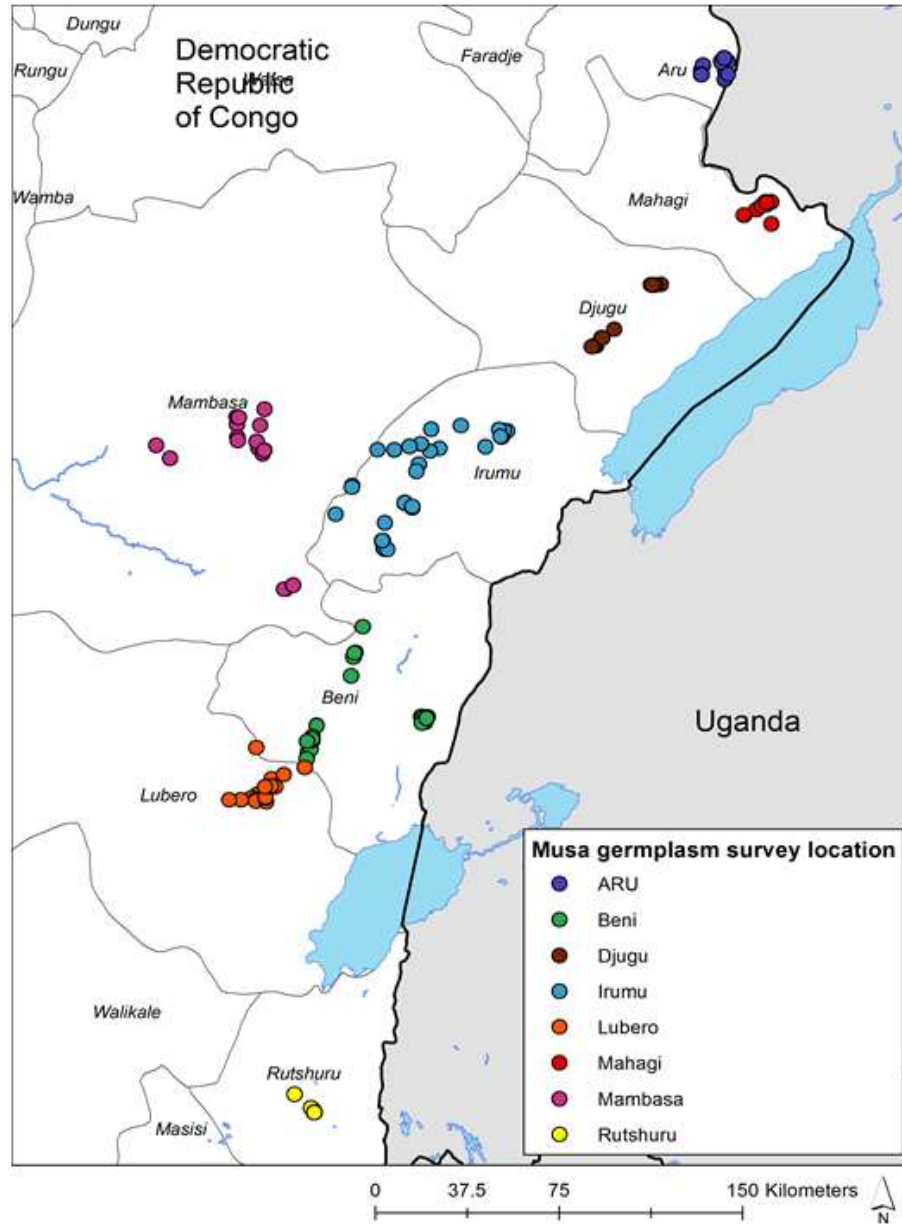 Dungu
Democratic
Republic
of Congo
Faradje
Rungu
Watsa
Aru
Wamba
Mahagi
Djugu
Mambasa
Irumu
Beni
Uganda
Lubero
Musa germplasm survey location
ARU
Beni
Djugu
Irumu
Lubero
Mahagi
Mambasa
Rutshuru
Walikale
Rutshuru
Masisi
0 37.5 75 150 Kilometers
N